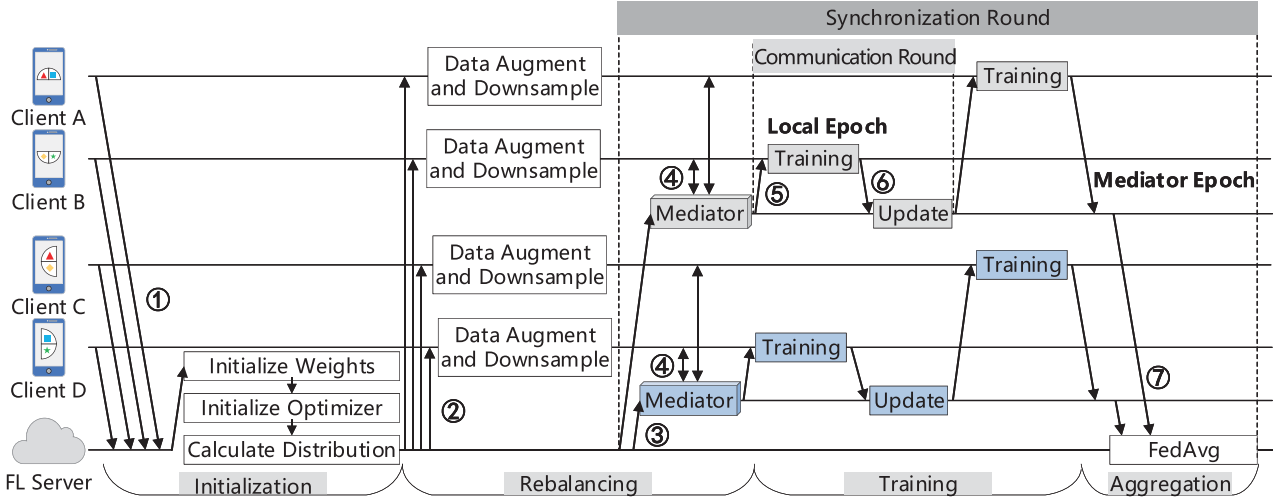 Synchronization Round
Communication Round
Client A
Data Augment
and Downsample
Training
Client B
Data Augment
and Downsample
Local Epoch
Training
④
⑤
⑥
Mediator
Update
Mediator Epoch
Client C
Data Augment
and Downsample
Training
①
Client D
Data Augment
and Downsample
Training
④
Mediator
Update
⑦
Initialize Weights
Initialize Optimizer
Calculate Distribution
②
③
FL Server
FedAvg
Initialization
Rebalancing
Training
Aggregation